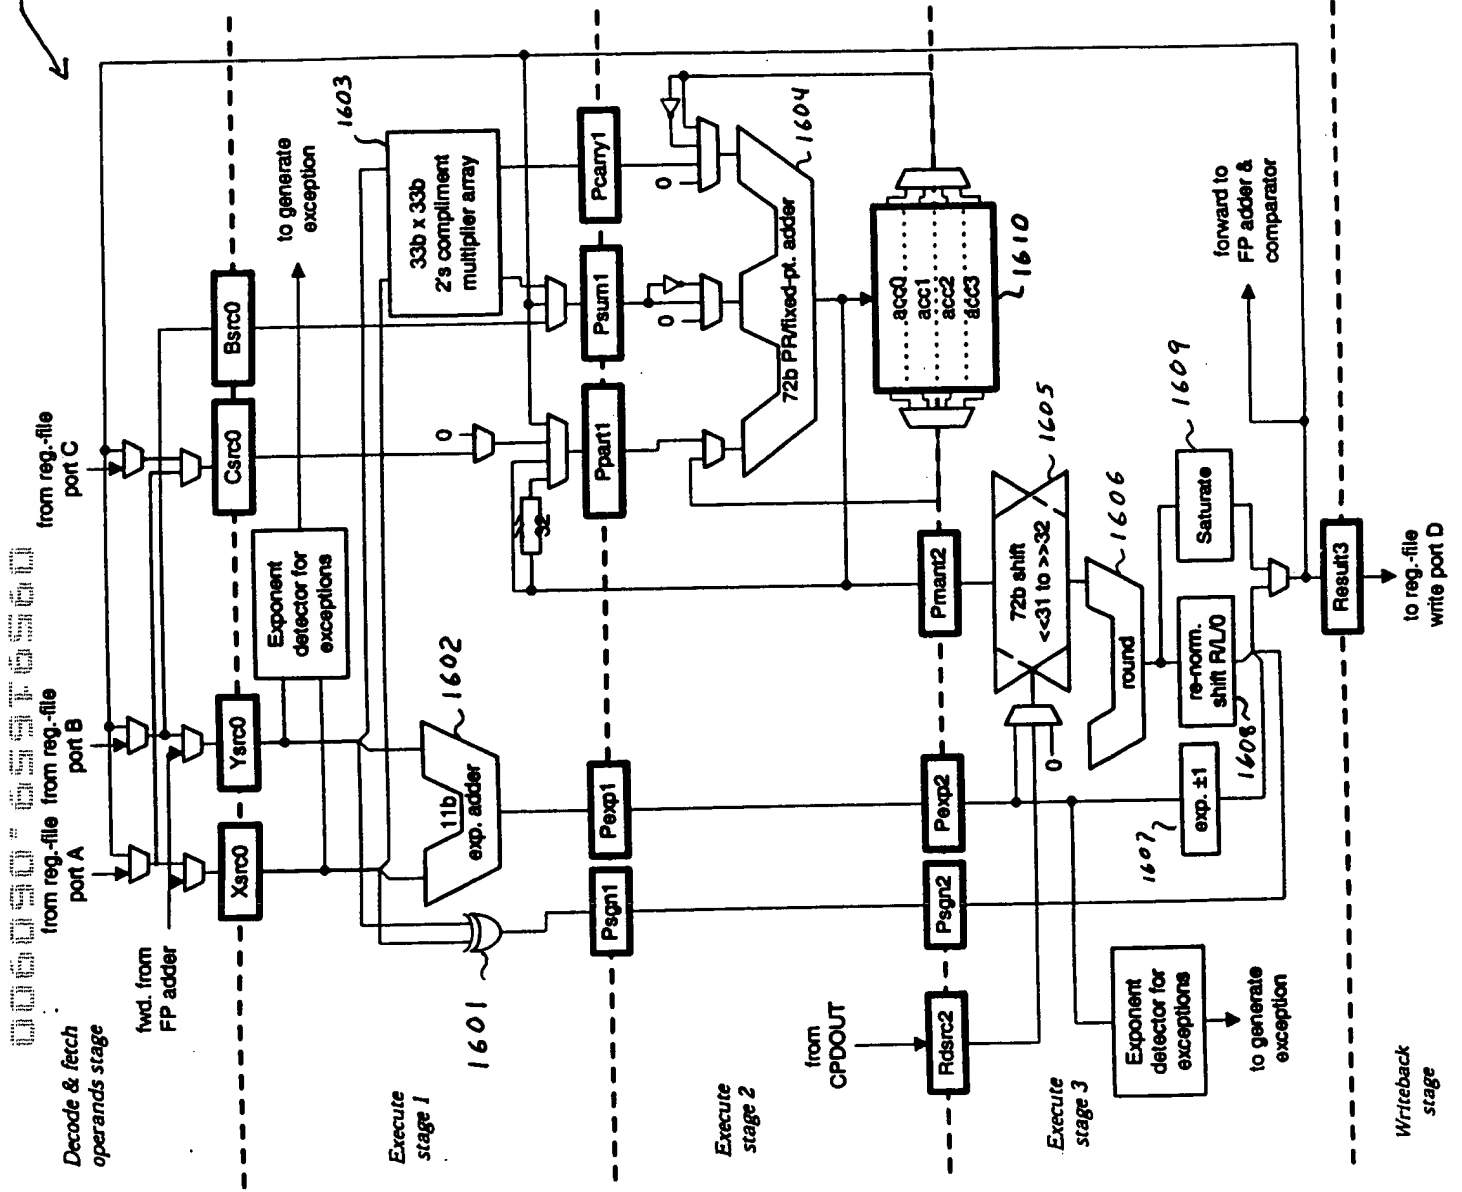 Decode & fetch
operands stage
from reg.-file
port A
from reg.-file
port B
from reg.-file
port C
fwd. from
FP adder
Xsrc0
Ysrc0
Csrc0
Bsrc0
Exponent
detector for
exceptions
to generate
exception
Execute
stage 1
1601
11b
exp. adder
1602
33b x 33b
2's compliment
multiplier array
1603
0
32
Psgn1
Pexp1
Ppart1
Psum1
Pcarry1
Execute
stage 2
0
0
72b PR/fixed-pt. adder
1604
acc0
acc1
acc2
acc3
1610
from
CPDOUT
Rdsrc2
Psgn2
Pexp2
Pmant2
Execute
stage 3
0
72b shift
<<31 to >>32
1605
round
1606
Exponent
detector for
exceptions
to generate
exception
exp. ±1
1607
re-norm.
shift R/L/0
1608
Saturate
1609
forward to
FP adder &
comparator
Result3
Writeback
stage
to reg.-file
write port D